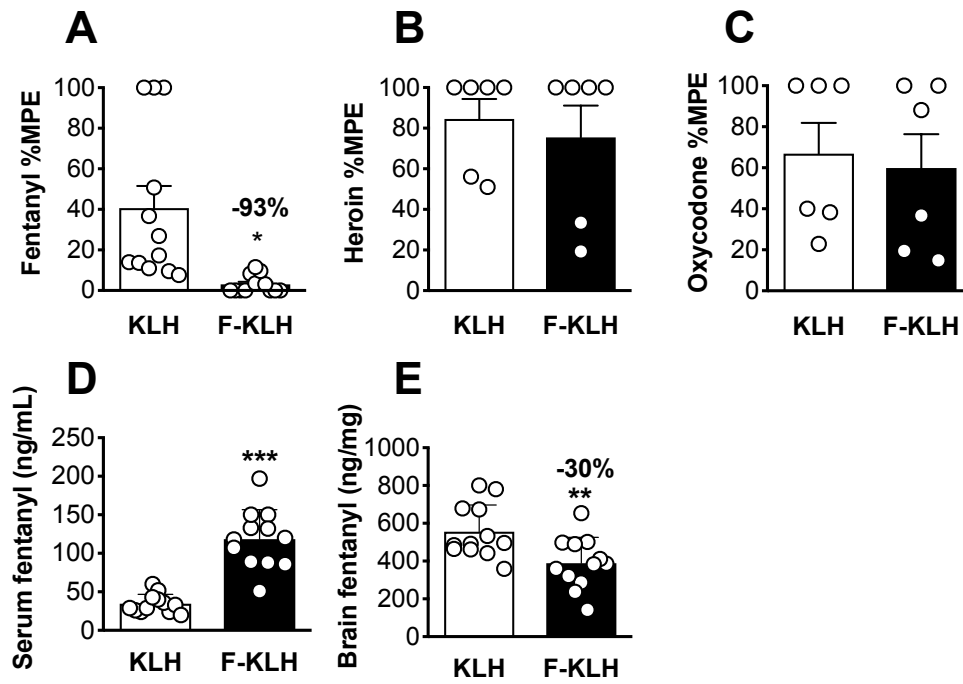 A
Fentanyl %MPE
100
80
60
40
20
0
-93%
*
KLH
F-KLH
B
Heroin %MPE
100
80
60
40
20
0
KLH
F-KLH
C
Oxycodone %MPE
100
80
60
40
20
0
KLH
F-KLH
D
Serum fentanyl (ng/mL)
250
200
150
100
50
0
***
KLH
F-KLH
E
Brain fentanyl (ng/mg)
1000
800
600
400
200
0
-30%
**
KLH
F-KLH